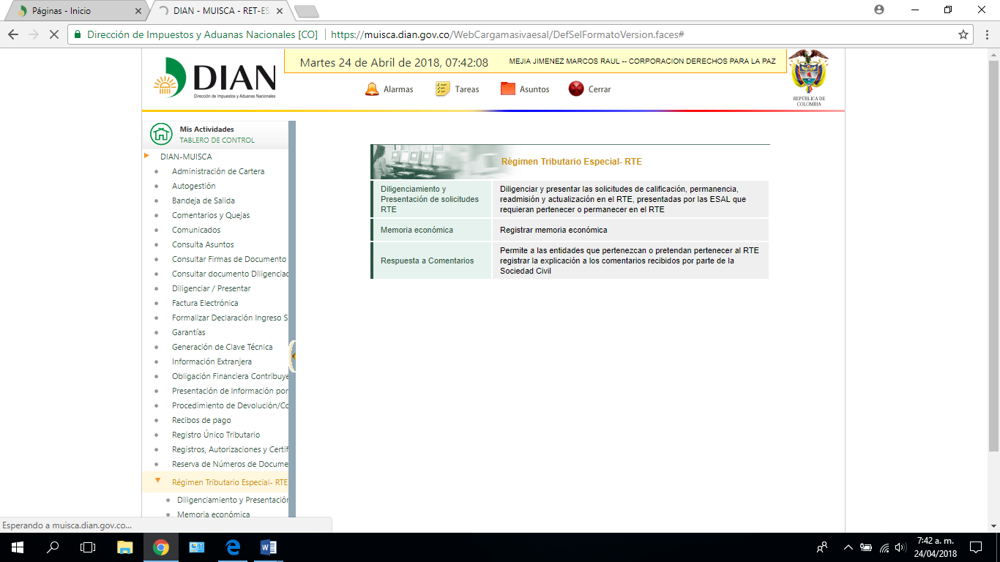 Páginas - Inicio
DIAN - MUISCA - RET-ES
Dirección de Impuestos y Aduanas Nacionales [CO]
https://muisca.dian.gov.co/WebCargamasivaesal/DefSelFormatoVersion.faces#
DIAN
Dirección de Impuestos y Aduanas Nacionales
Martes 24 de Abril de 2018, 07:42:08
MEJIA JIMENEZ MARCOS RAUL -- CORPORACION DERECHOS PARA LA PAZ
Alarmas
Tareas
Asuntos
Cerrar
REPÚBLICA DE
COLOMBIA
Mis Actividades
TABLERO DE CONTROL
DIAN-MUISCA
Administración de Cartera
Autogestión
Bandeja de Salida
Comentarios y Quejas
Comunicados
Consulta Asuntos
Consultar Firmas de Documento
Consultar documento Diligenciac
Diligenciar / Presentar
Factura Electrónica
Formalizar Declaración Ingreso S
Garantías
Generación de Clave Técnica
Información Extranjera
Obligación Financiera Contribuye
Presentación de Información por
Procedimiento de Devolución/Co
Recibos de pago
Registro Único Tributario
Registros, Autorizaciones y Certif
Reserva de Números de Docume
Régimen Tributario Especial- RTE
Diligenciamiento y Presentación
Memoria económica
Régimen Tributario Especial- RTE
Diligenciamiento y
Presentación de solicitudes
RTE
Diligenciar y presentar las solicitudes de calificación, permanencia,
readmisión y actualización en el RTE, presentadas por las ESAL que
requieran pertenecer o permanecer en el RTE
Memoria económica
Registrar memoria económica
Respuesta a Comentarios
Permite a las entidades que pertenezcan o pretendan pertenecer al RTE
registrar la explicación a los comentarios recibidos por parte de la
Sociedad Civil
Esperando a muisca.dian.gov.co...
7:42 a. m.
24/04/2018